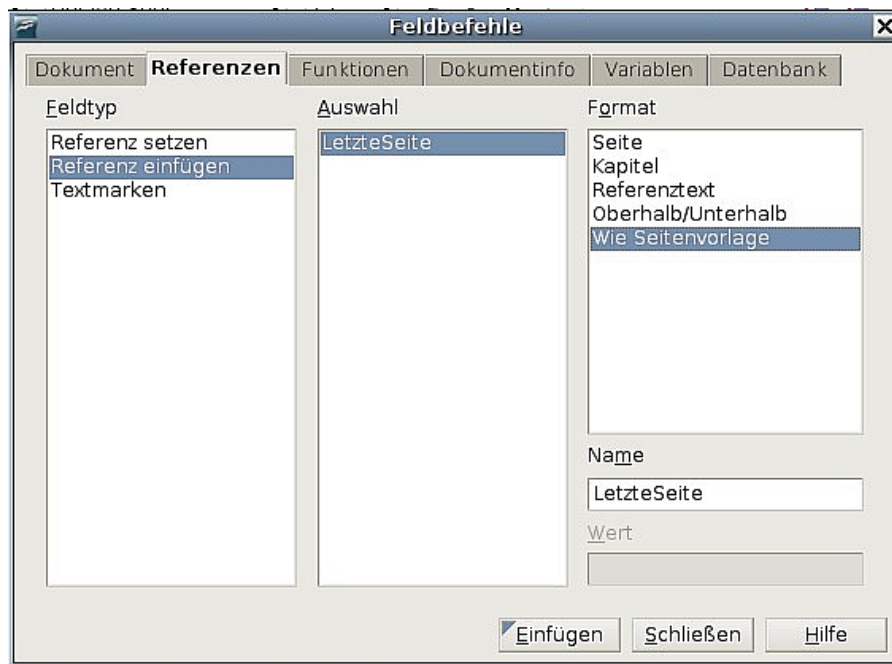 Feldbefehle
Dokument Referenzen Funktionen Dokumentinfo Variablen Datenbank
Feldtyp
Referenz setzen
Referenz einfügen
Textmarken
Auswahl
LetzteSeite
Format
Seite
Kapitel
Referenztext
Oberhalb/Unterhalb
Wie Seitenvorlage
Name
LetzteSeite
Wert
Einfügen Schließen Hilfe